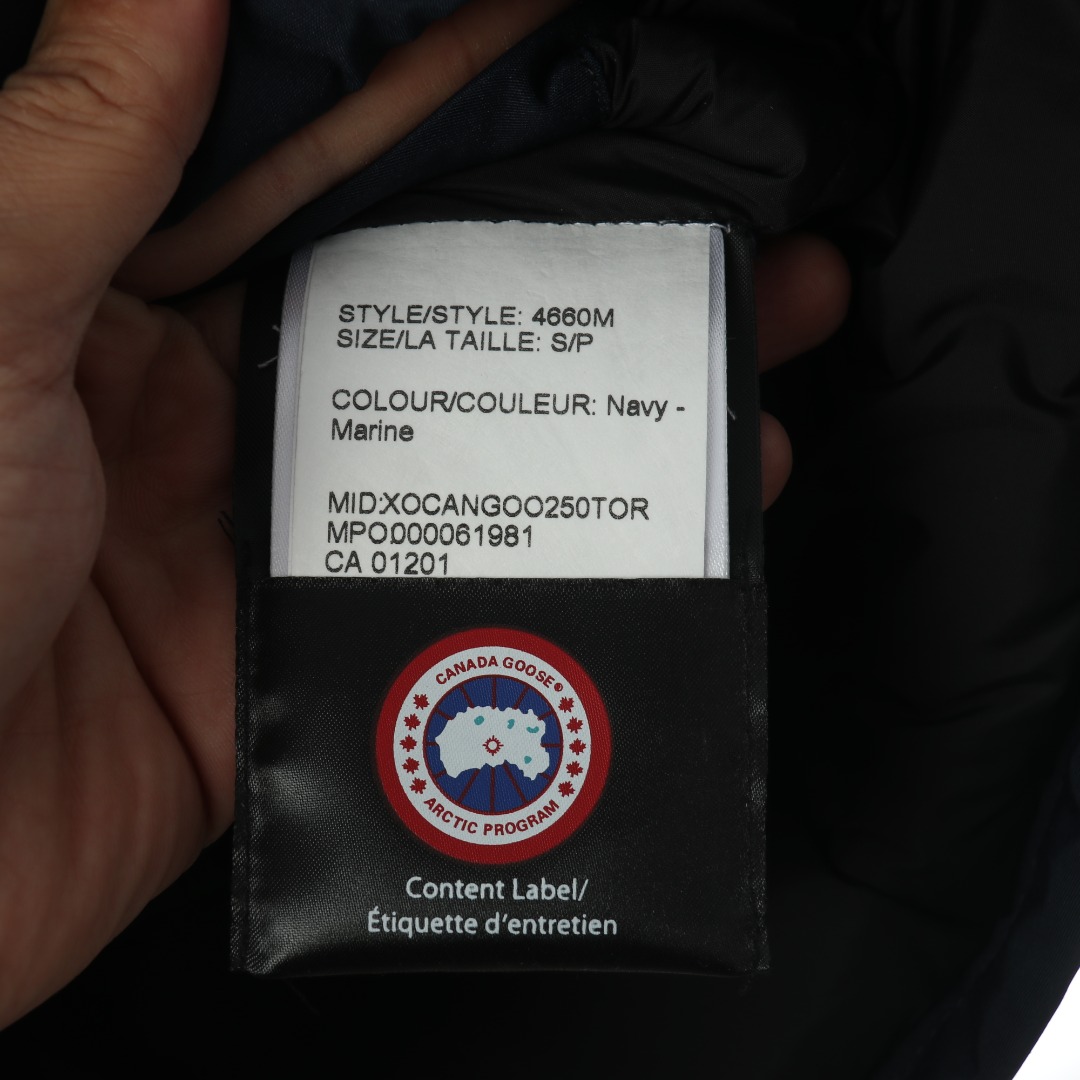 STYLE/STYLE: 4660M
SIZE/LA TAILLE: S/P
COLOUR/COULEUR: Navy -
Marine
MID:XOCANGOO250TOR
MPO000061981
CA 01201
CANADA GOOSE®
ARCTIC PROGRAM
Content Label/
Étiquette d'entretien